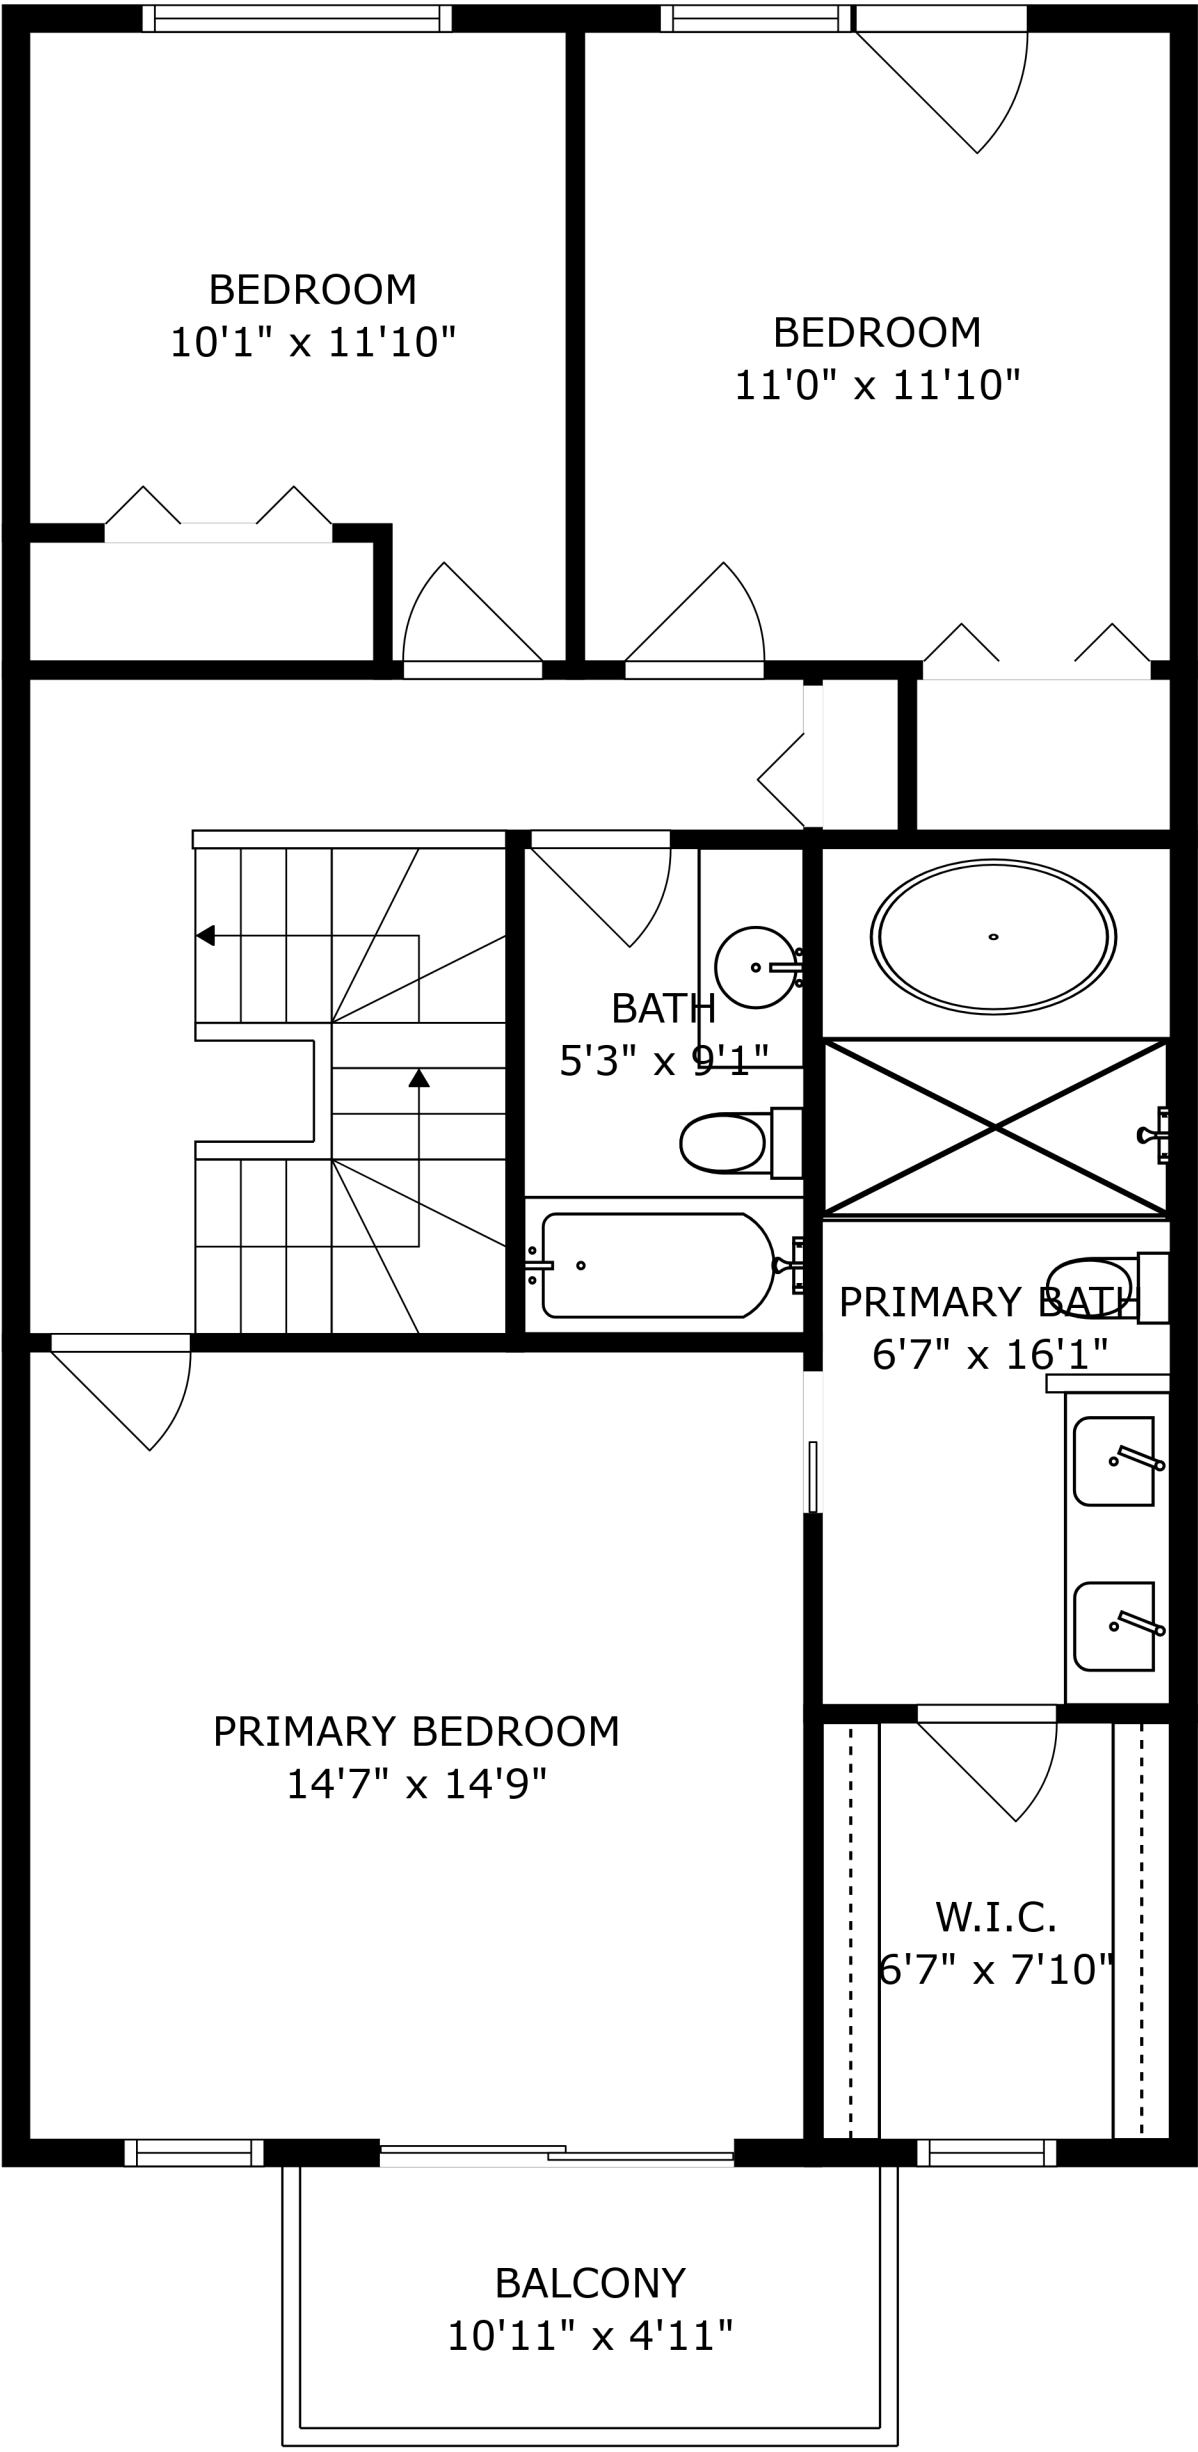 BEDROOM
10'1" x 11'10"
BEDROOM
11'0" x 11'10"
BATH
5'3" x 9'1"
PRIMARY BATH
6'7" x 16'1"
PRIMARY BEDROOM
14'7" x 14'9"
W.I.C.
6'7" x 7'10"
BALCONY
10'11" x 4'11"